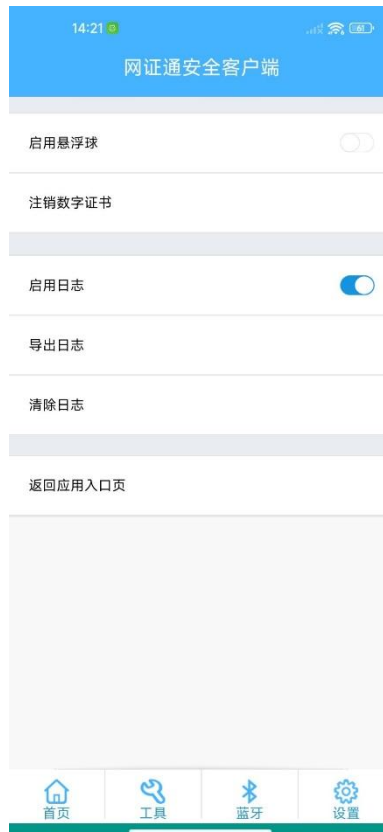 14:21
网证通安全客户端
启用悬浮球
注销数字证书
启用日志
导出日志
清除日志
返回应用入口页
首页
工具
蓝牙
设置